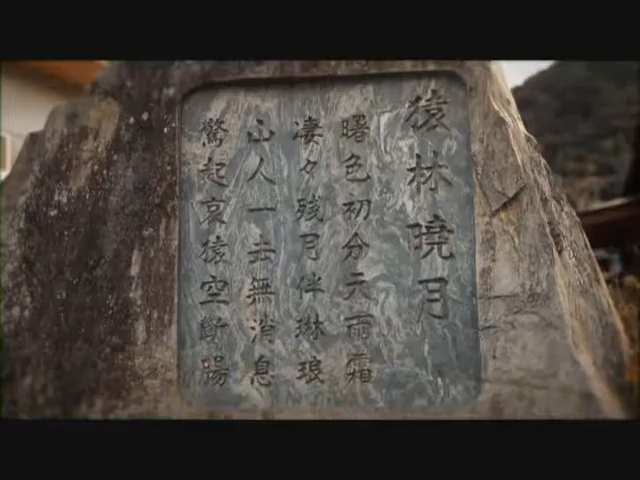 猿林曉月
曙色初分天雨霜
凄々残月伴琳琅
山人一去無消息
驚起哀猿空斷腸